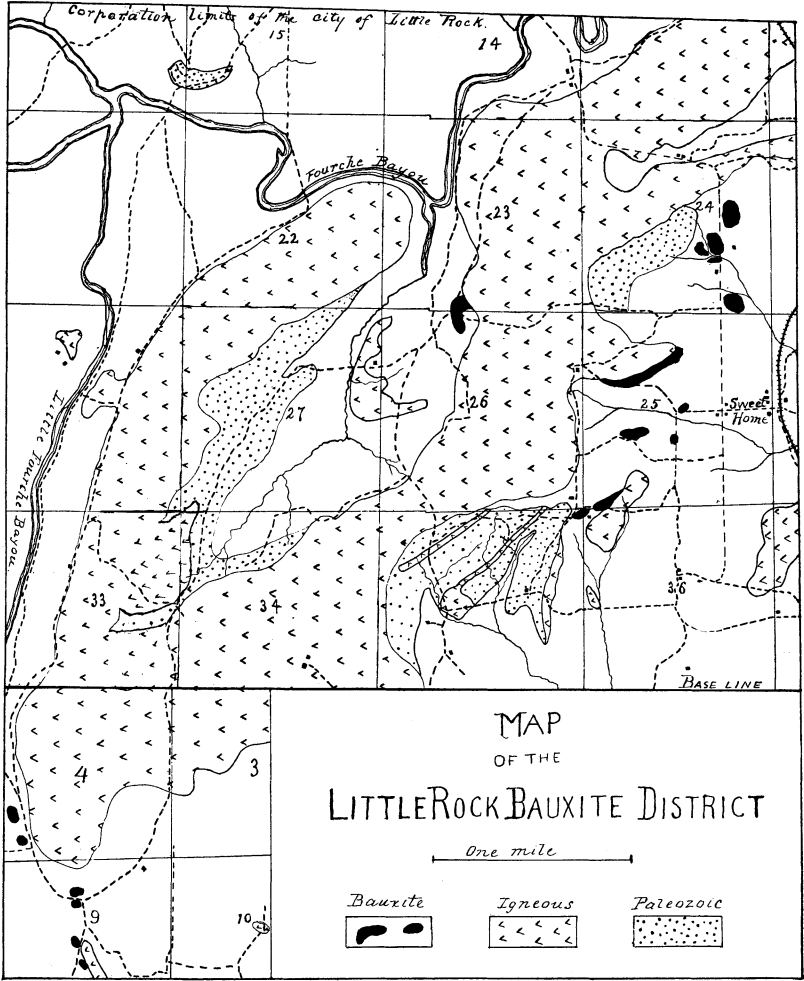 Corporation limits of the city of Little Rock.
15
14
Fourche Bayou
22
23
24
27
26
25
Sweet
Home
Little Fourche Bayou
33
34
36
BASE LINE
4
3
9
10
MAP
OF THE
LITTLE ROCK BAUXITE DISTRICT
One mile
Bauxite
Igneous
Paleozoic